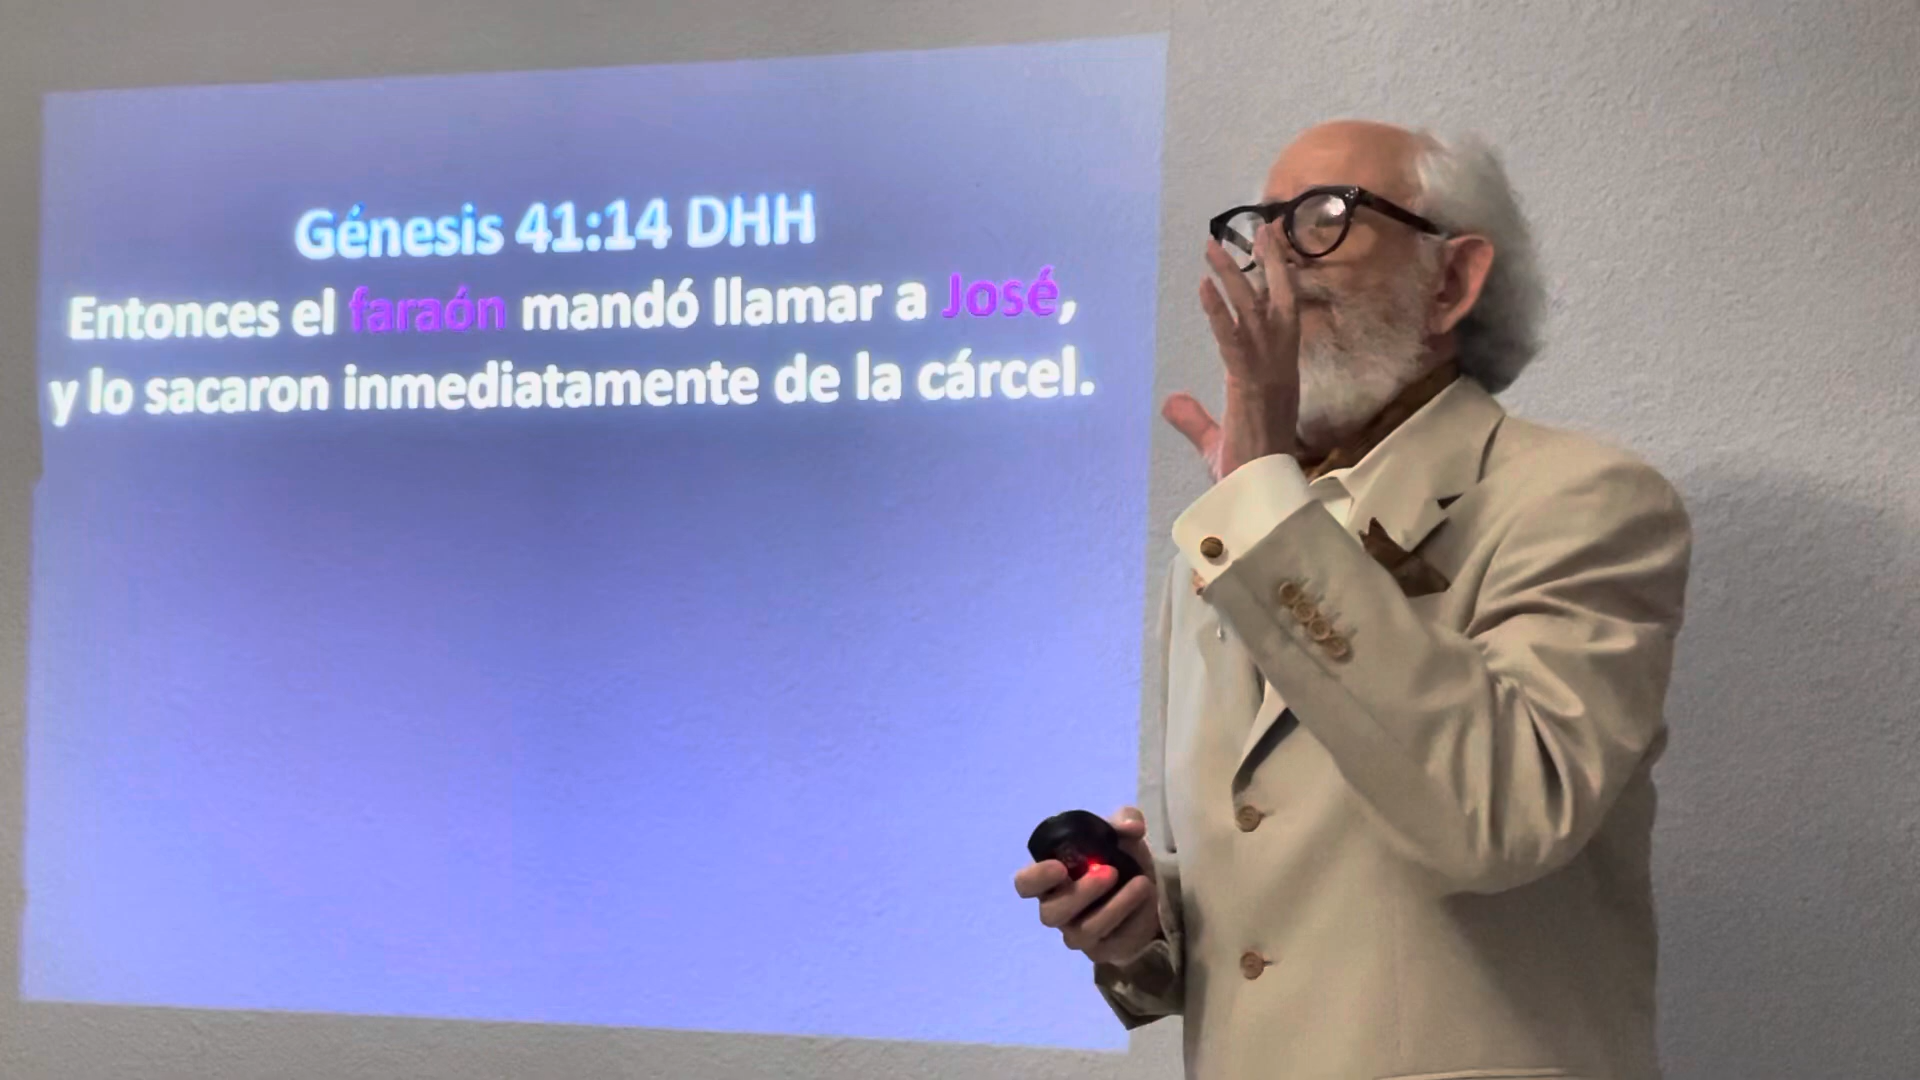 Génesis 41:14 DHH
Entonces el faraón mandó llamar a José,
y lo sacaron inmediatamente de la cárcel.